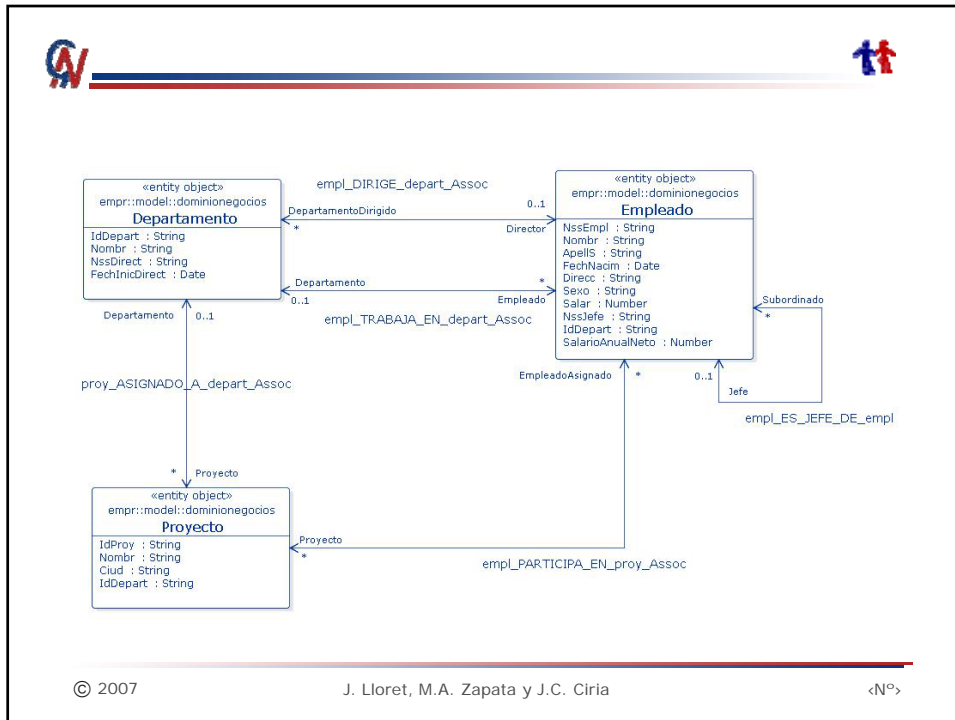 empl_DIRIGE_depart_Assoc
«entity object»
empr::model::dominionegocios
Departamento
IdDepart : String
Nombr : String
NssDirect : String
FechInicDirect : Date
DepartamentoDirigido
*
0..1
Director
«entity object»
empr::model::dominionegocios
Empleado
NssEmpl : String
Nombr : String
ApellS : String
FechNacim : Date
Direcc : String
Sexo : String
Salar : Number
NssJefe : String
IdDepart : String
SalarioAnualNeto : Number
Departamento
0..1
*
Empleado
empl_TRABAJA_EN_depart_Assoc
Subordinado
*
Departamento 0..1
EmpleadoAsignado *
0..1
Jefe
empl_ES_JEFE_DE_empl
proy_ASIGNADO_A_depart_Assoc
* Proyecto
«entity object»
empr::model::dominionegocios
Proyecto
IdProy : String
Nombr : String
Ciud : String
IdDepart : String
Proyecto
*
empl_PARTICIPA_EN_proy_Assoc
© 2007 J. Lloret, M.A. Zapata y J.C. Ciria ‹Nº›